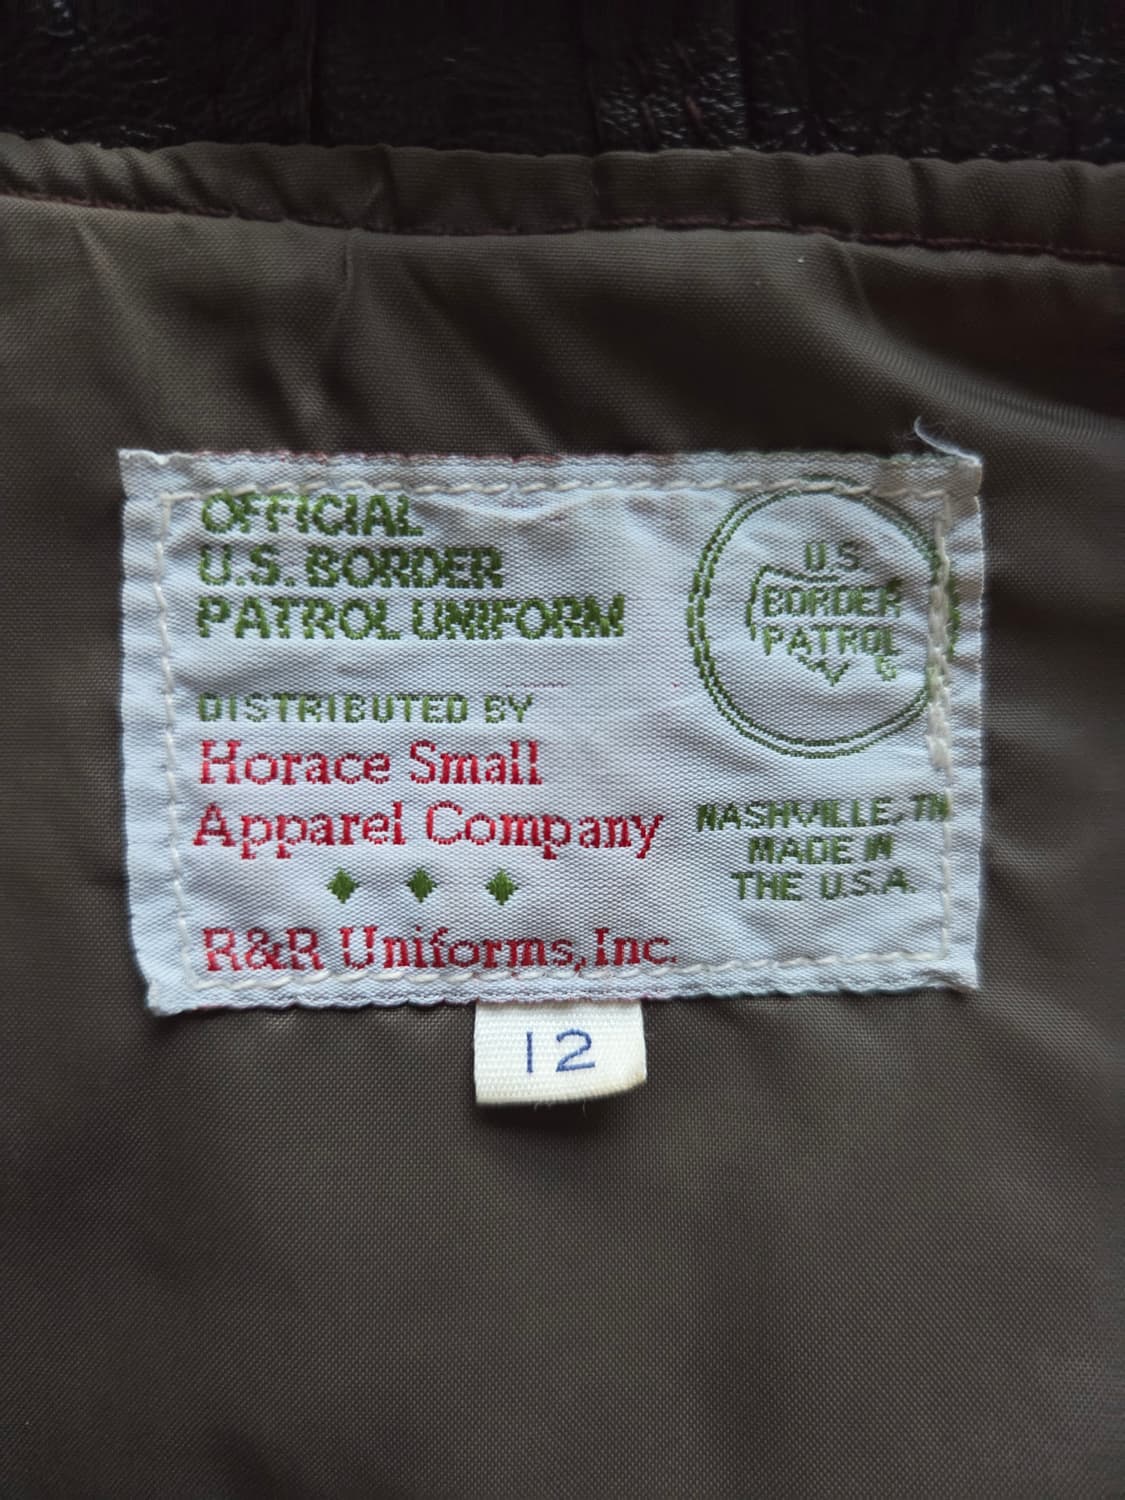 OFFICIAL
U.S. BORDER
PATROL UNIFORM
DISTRIBUTED BY
Horace Small
Apparel Company
R&R Uniforms, Inc.
U.S.
BORDER
PATROL
NASHVILLE, TN
MADE IN
THE U.S.A.
12